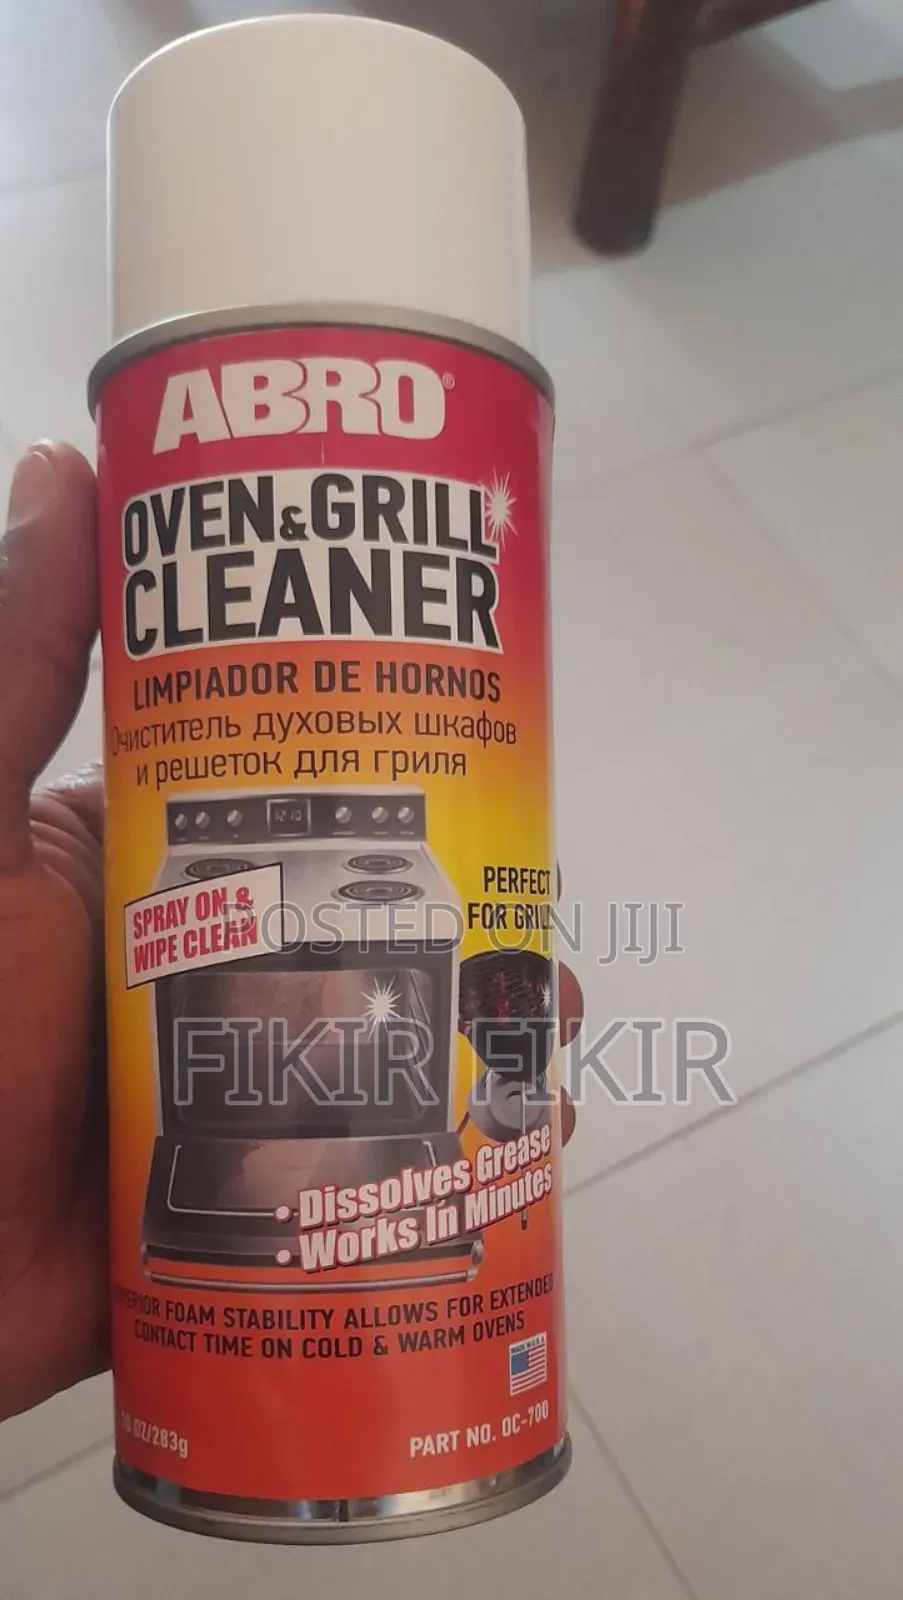 ABRO®
OVEN & GRILL
CLEANER
LIMPIADOR DE HORNOS
Очиститель духовых шкафов
и решеток для гриля
12:10
SPRAY ON &
WIPE CLEAN
PERFECT
FOR
POSTED ON JIJI
FIKIR FIKIR
• Dissolves Grease
• Works In Minutes
FOAM STABILITY ALLOWS FOR EXTENDED
CONTACT TIME ON COLD & WARM OVENS
MADE IN U.S.A.
OZ/283g
PART NO. OC-700